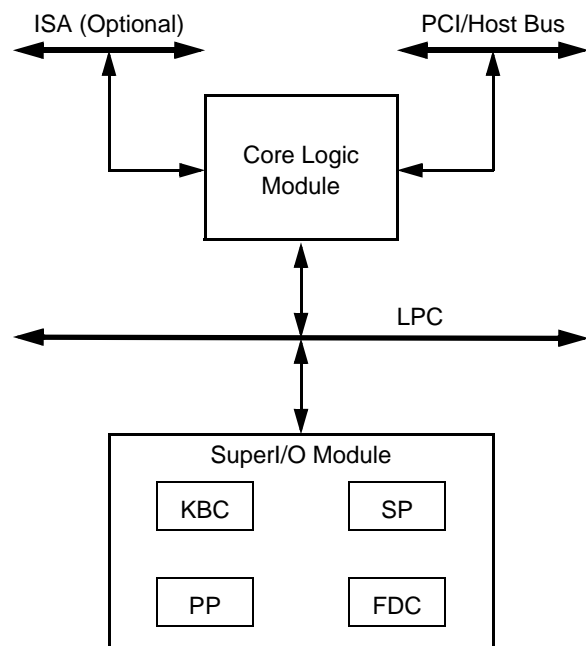 ISA (Optional)
PCI/Host Bus
Core Logic
Module
LPC
SuperI/O Module
KBC
SP
PP
FDC